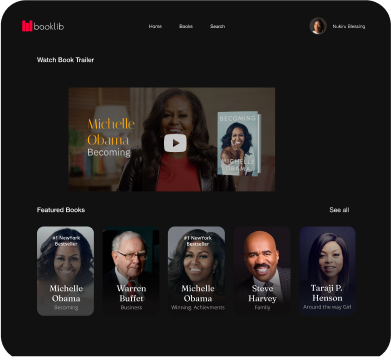 booklib
Home
Books
Search
Nukiru Blessing
Watch Book Trailer
Michelle
Obama
Becoming
BECOMING
MICHELLE
OBAMA
Featured Books
See all
#1 NewYork
Bestseller
Michelle
Obama
Becoming
Warren
Buffet
Business
#1 NewYork
Bestseller
Michelle
Obama
Winning, Achievments
Steve
Harvey
Family
Taraji P.
Henson
Around the way Girl